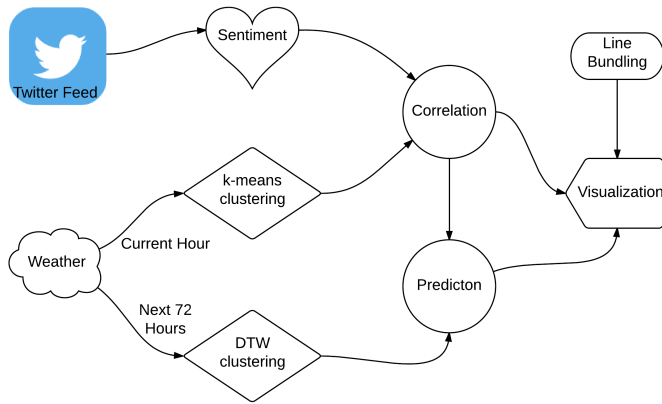 Twitter Feed
Sentiment
Line
Bundling
Correlation
k-means
clustering
Visualization
Current Hour
Weather
Next 72
Hours
Predicton
DTW
clustering